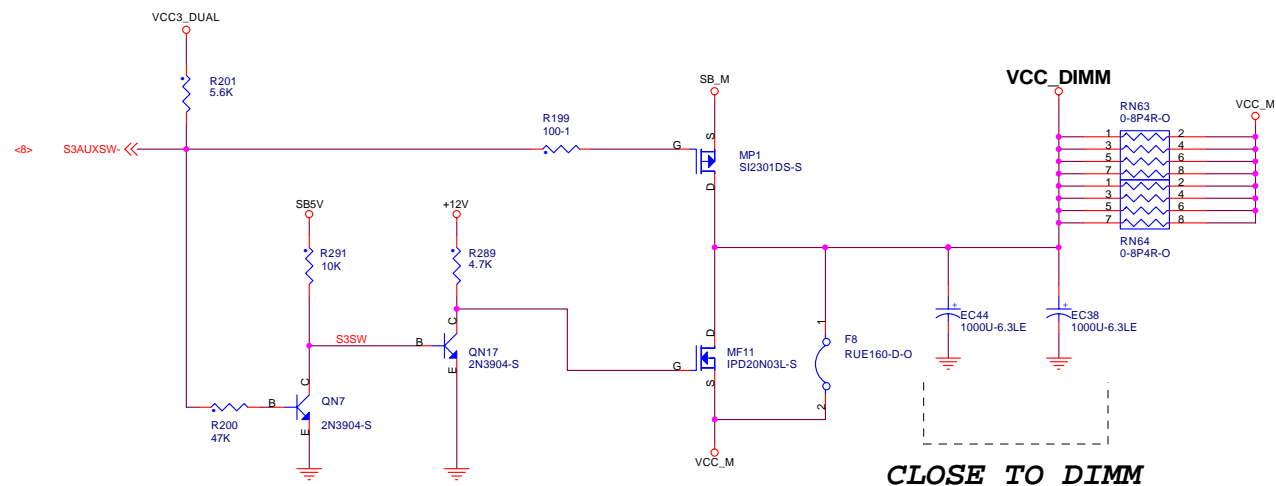 VCC3_DUAL
R201
5.6K
<8> S3AUXSW-
R199
100-1
SB_M
S
G
MP1
SI2301DS-S
D
VCC_DIMM
RN63
0-8P4R-O
VCC_M
1 2
3 4
5 6
7 8
1 2
3 4
5 6
7 8
RN64
0-8P4R-O
SB5V
R291
10K
+12V
R289
4.7K
S3SW
B
C
QN17
2N3904-S
E
B
C
QN7
2N3904-S
E
R200
47K
D
G
MF11
IPD20N03L-S
S
VCC_M
1
F8
RUE160-D-O
2
+
EC44
1000U-6.3LE
+
EC38
1000U-6.3LE
CLOSE TO DIMM